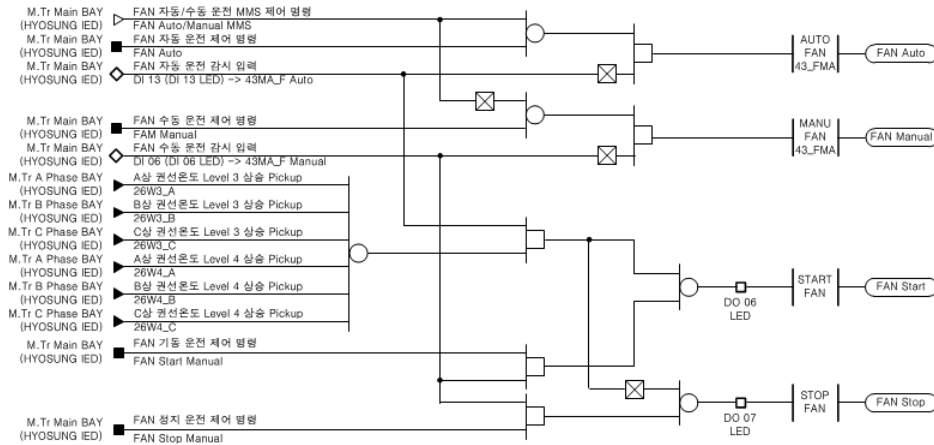 M.Tr Main BAY
(HYOSUNG IED)
FAN 자동/수동 운전 MMS 제어 명령
FAN Auto/Manual MMS
M.Tr Main BAY
(HYOSUNG IED)
FAN 자동 운전 제어 명령
FAN Auto
M.Tr Main BAY
(HYOSUNG IED)
FAN 자동 운전 감시 입력
DI 13 (DI 13 LED) -> 43MA_F Auto
AUTO
FAN
43_FMA
FAN Auto
M.Tr Main BAY
(HYOSUNG IED)
FAN 수동 운전 제어 명령
FAM Manual
M.Tr Main BAY
(HYOSUNG IED)
FAN 수동 운전 감시 입력
DI 06 (DI 06 LED) -> 43MA_F Manual
MANU
FAN
43_FMA
FAN Manual
M.Tr A Phase BAY
(HYOSUNG IED)
A상 권선온도 Level 3 상승 Pickup
26W3_A
M.Tr B Phase BAY
(HYOSUNG IED)
B상 권선온도 Level 3 상승 Pickup
26W3_B
M.Tr C Phase BAY
(HYOSUNG IED)
C상 권선온도 Level 3 상승 Pickup
26W3_C
M.Tr A Phase BAY
(HYOSUNG IED)
A상 권선온도 Level 4 상승 Pickup
26W4_A
M.Tr B Phase BAY
(HYOSUNG IED)
B상 권선온도 Level 4 상승 Pickup
26W4_B
M.Tr C Phase BAY
(HYOSUNG IED)
C상 권선온도 Level 4 상승 Pickup
26W4_C
DO 06
LED
START
FAN
FAN Start
M.Tr Main BAY
(HYOSUNG IED)
FAN 기동 운전 제어 명령
FAN Start Manual
M.Tr Main BAY
(HYOSUNG IED)
FAN 정지 운전 제어 명령
FAN Stop Manual
DO 07
LED
STOP
FAN
FAN Stop